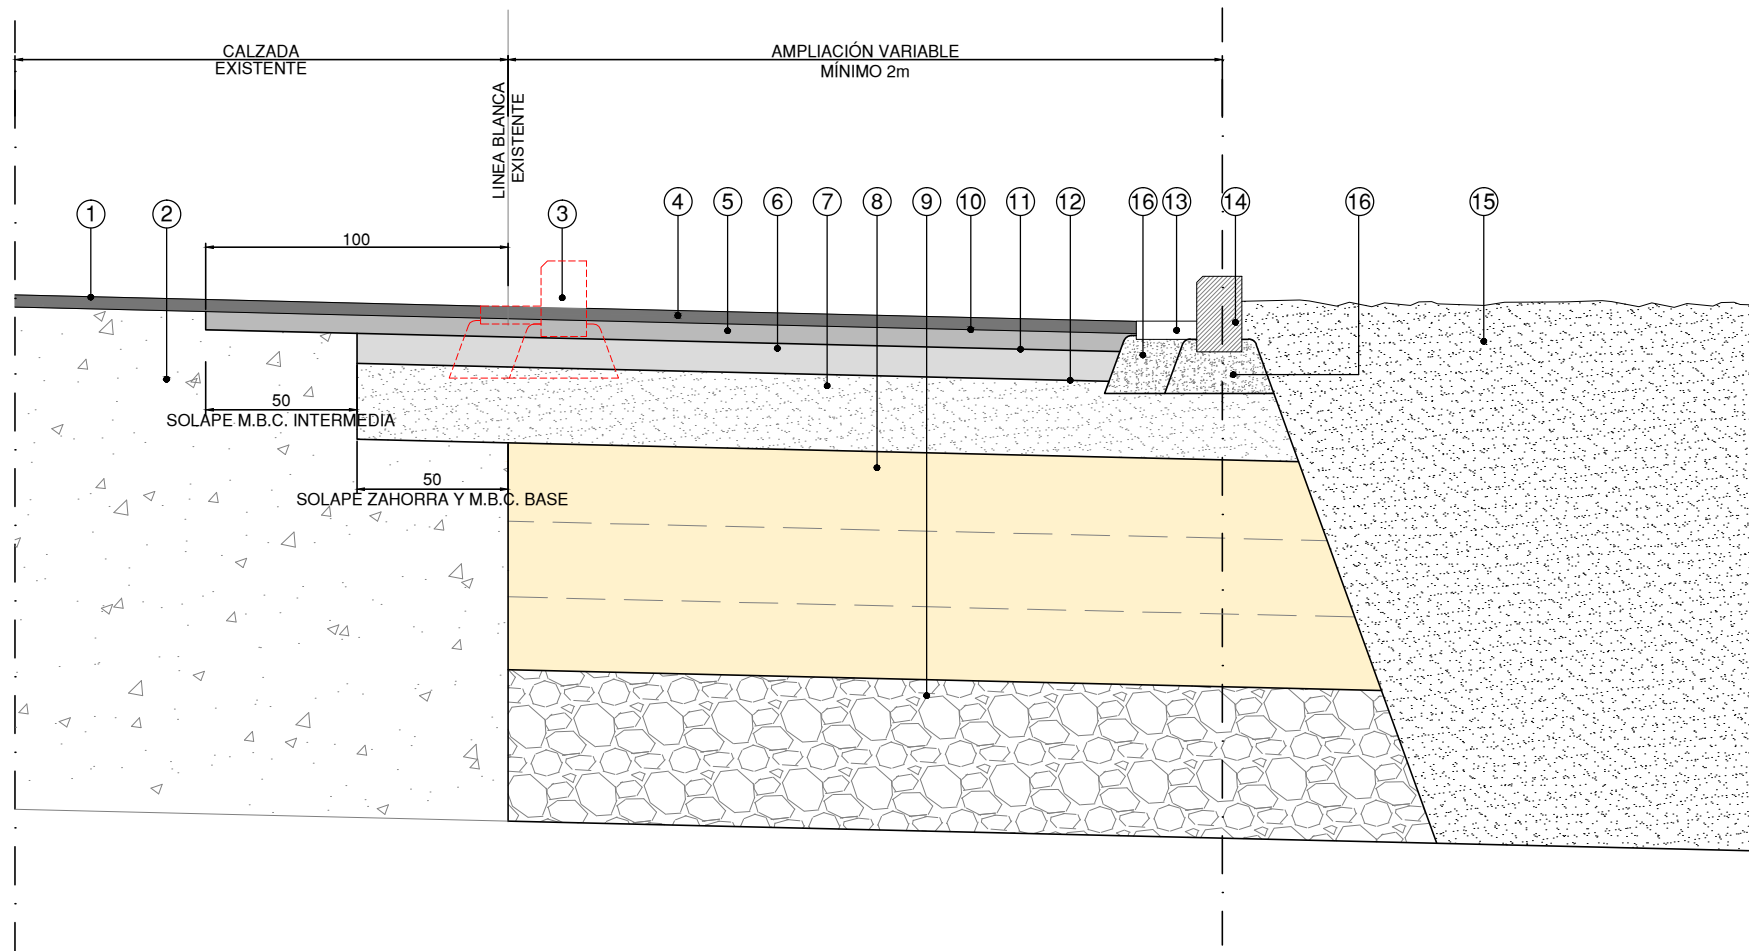 CALZADA
EXISTENTE
AMPLIACIÓN VARIABLE
MÍNIMO 2m
LINEA BLANCA
EXISTENTE
1
2
3
4
5
6
7
8
9
10
11
12
16
13
14
16
15
100
50
SOLAPE M.B.C. INTERMEDIA
50
SOLAPE ZAHORRA Y M.B.C. BASE